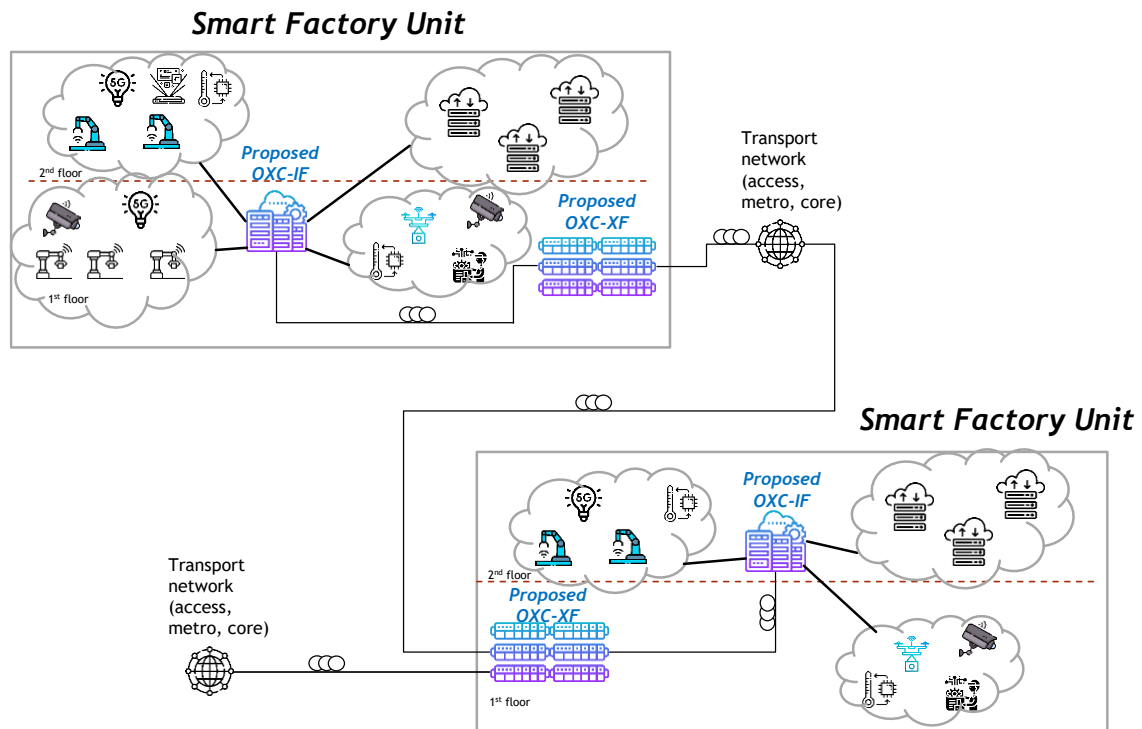 Smart Factory Unit
5G
2nd floor
Proposed
OXC-IF
5G
1st floor
Proposed
OXC-XF
Transport
network
(access,
metro, core)
Smart Factory Unit
5G
2nd floor
Proposed
OXC-IF
Proposed
OXC-XF
1st floor
Transport
network
(access,
metro, core)